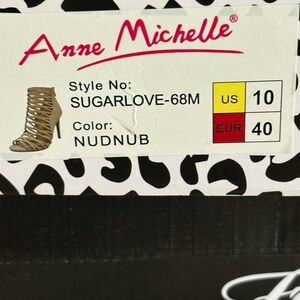 Anne Michelle®
Style No:
SUGARLOVE-68M
US 10
Color:
NUDNUB
EUR 40